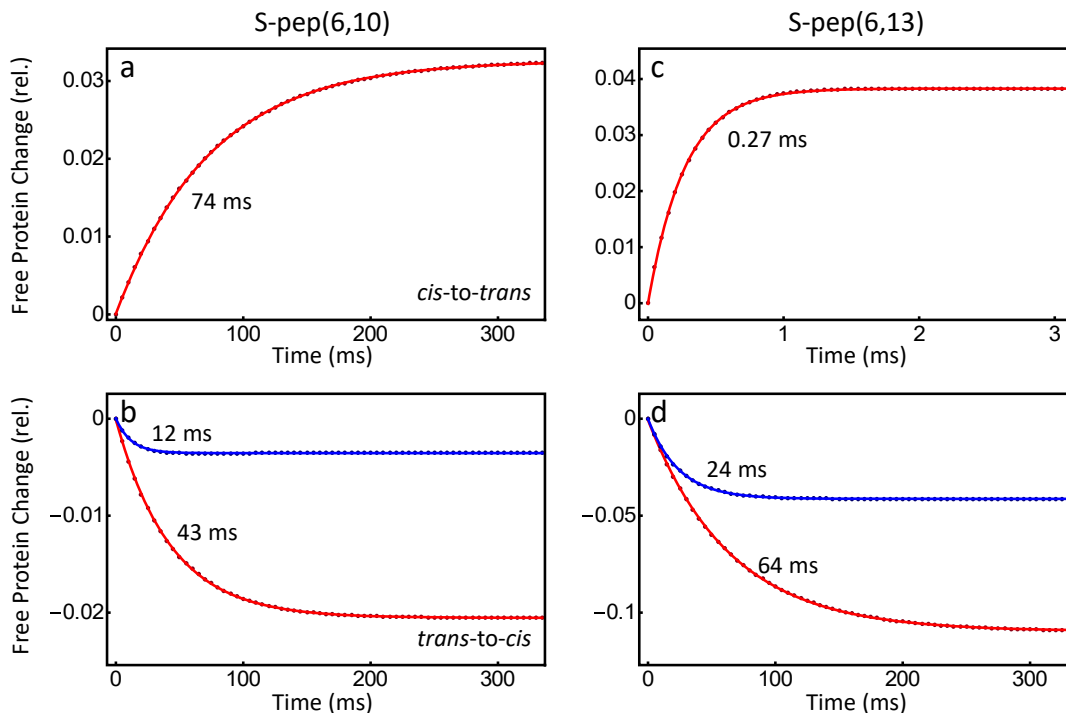 S-pep(6,10)
S-pep(6,13)
a
Free Protein Change (rel.)
0.03
0.02
0.01
0
74 ms
cis-to-trans
0
100
200
300
Time (ms)
c
0.04
0.03
0.02
0.01
0
0.27 ms
0
1
2
3
Time (ms)
b
Free Protein Change (rel.)
0
−0.01
−0.02
12 ms
43 ms
trans-to-cis
0
100
200
300
Time (ms)
d
0
−0.05
−0.1
24 ms
64 ms
0
100
200
300
Time (ms)